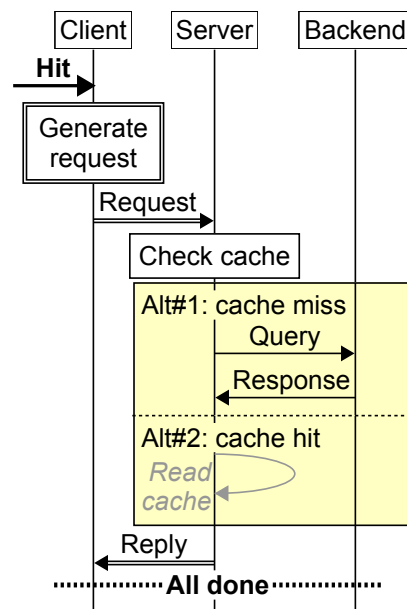 Client Server Backend
Hit
Generate
request
Request
Check cache
Alt#1: cache miss
Query
Response
Alt#2: cache hit
Read
cache
Reply
All done